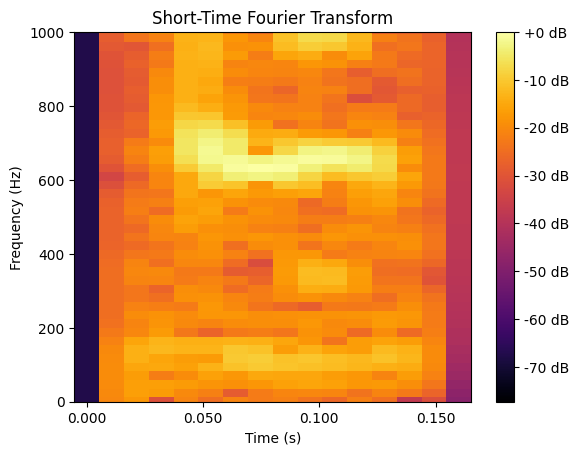 Short-Time Fourier Transform
1000
800
600
400
200
0
Frequency (Hz)
0.000
0.050
0.100
0.150
Time (s)
+0 dB
-10 dB
-20 dB
-30 dB
-40 dB
-50 dB
-60 dB
-70 dB